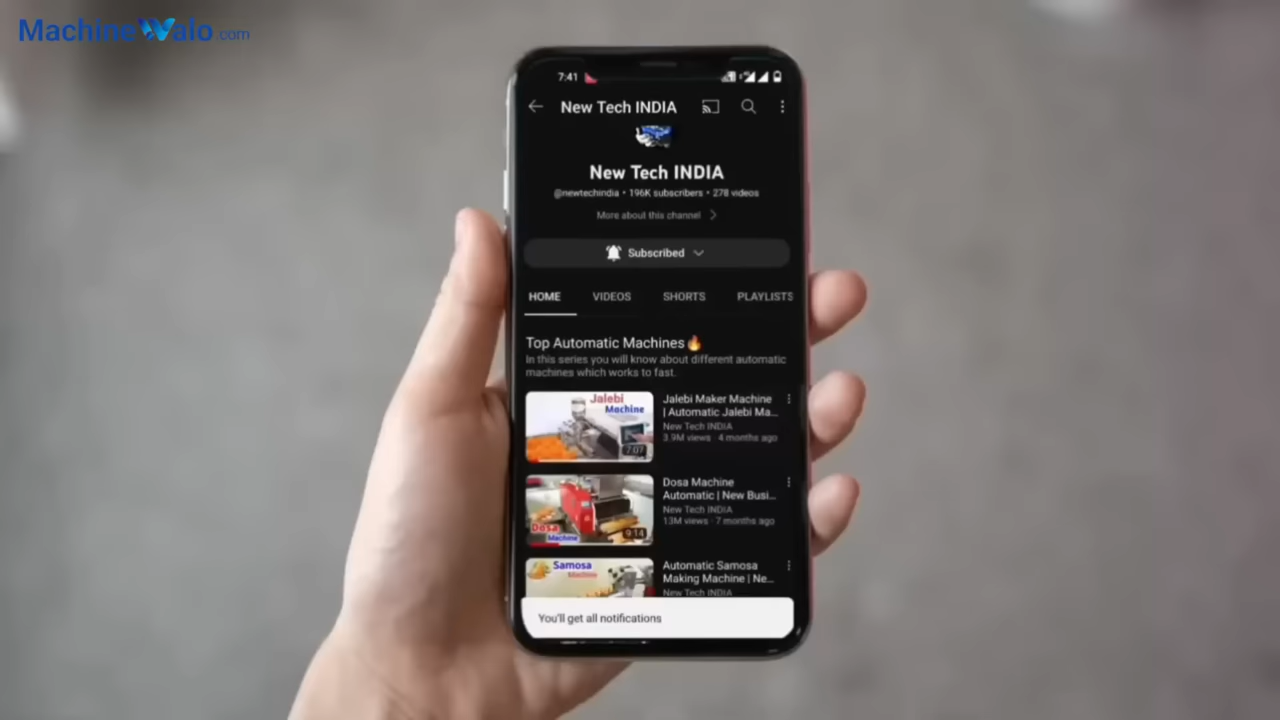 MachineWalo.com
7:41
New Tech INDIA
New Tech INDIA
@newtechindia • 196K subscribers • 278 videos
More about this channel
Subscribed
HOME VIDEOS SHORTS PLAYLISTS
Top Automatic Machines🔥
In this series you will know about different automatic
machines which works to fast.
Jalebi
Machine
7:07
Jalebi Maker Machine
| Automatic Jalebi Ma...
New Tech INDIA
3.9M views · 4 months ago
Dosa
Machine
9:14
Dosa Machine
Automatic | New Busi...
New Tech INDIA
13M views · 7 months ago
Samosa
Machine
Automatic Samosa
Making Machine | Ne...
New Tech INDIA
You'll get all notifications